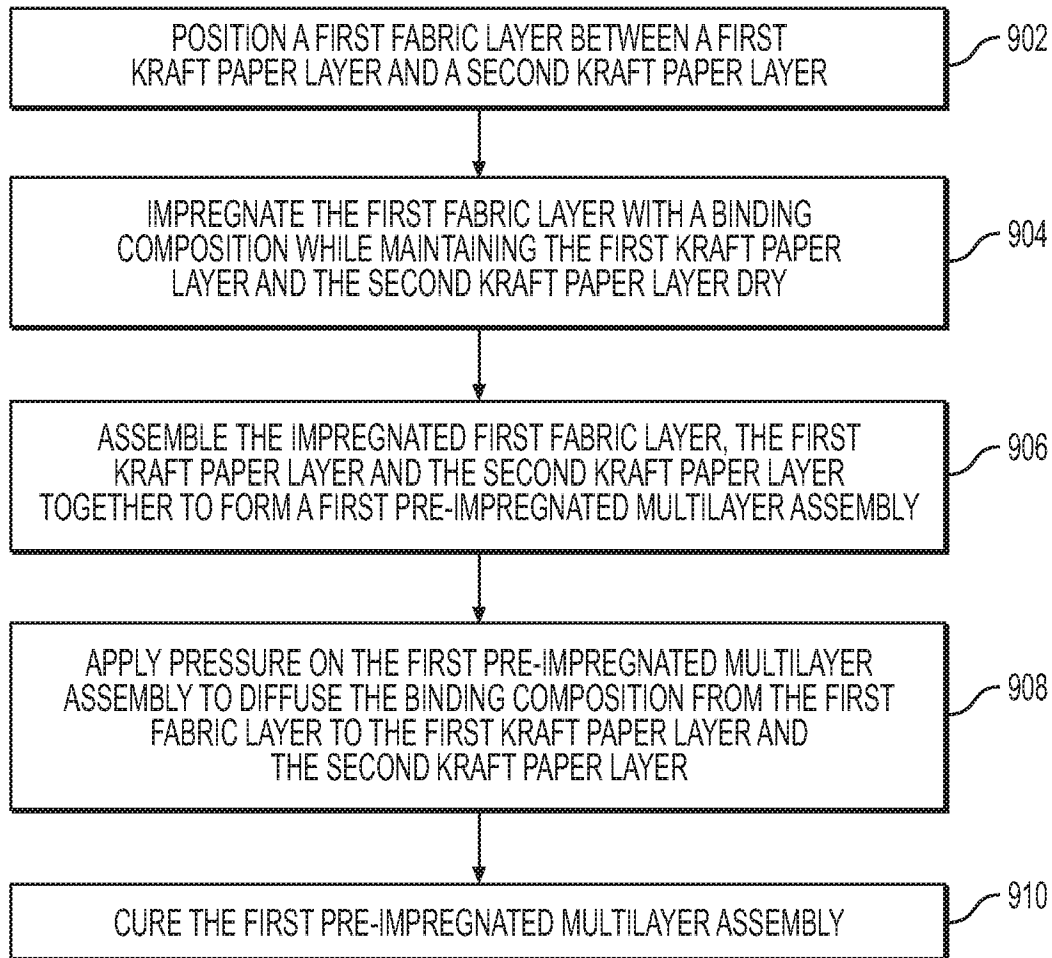 POSITION A FIRST FABRIC LAYER BETWEEN A FIRST
KRAFT PAPER LAYER AND A SECOND KRAFT PAPER LAYER
902
IMPREGNATE THE FIRST FABRIC LAYER WITH A BINDING
COMPOSITION WHILE MAINTAINING THE FIRST KRAFT PAPER
LAYER AND THE SECOND KRAFT PAPER LAYER DRY
904
ASSEMBLE THE IMPREGNATED FIRST FABRIC LAYER, THE FIRST
KRAFT PAPER LAYER AND THE SECOND KRAFT PAPER LAYER
TOGETHER TO FORM A FIRST PRE-IMPREGNATED MULTILAYER ASSEMBLY
906
APPLY PRESSURE ON THE FIRST PRE-IMPREGNATED MULTILAYER
ASSEMBLY TO DIFFUSE THE BINDING COMPOSITION FROM THE FIRST
FABRIC LAYER TO THE FIRST KRAFT PAPER LAYER AND
THE SECOND KRAFT PAPER LAYER
908
CURE THE FIRST PRE-IMPREGNATED MULTILAYER ASSEMBLY
910